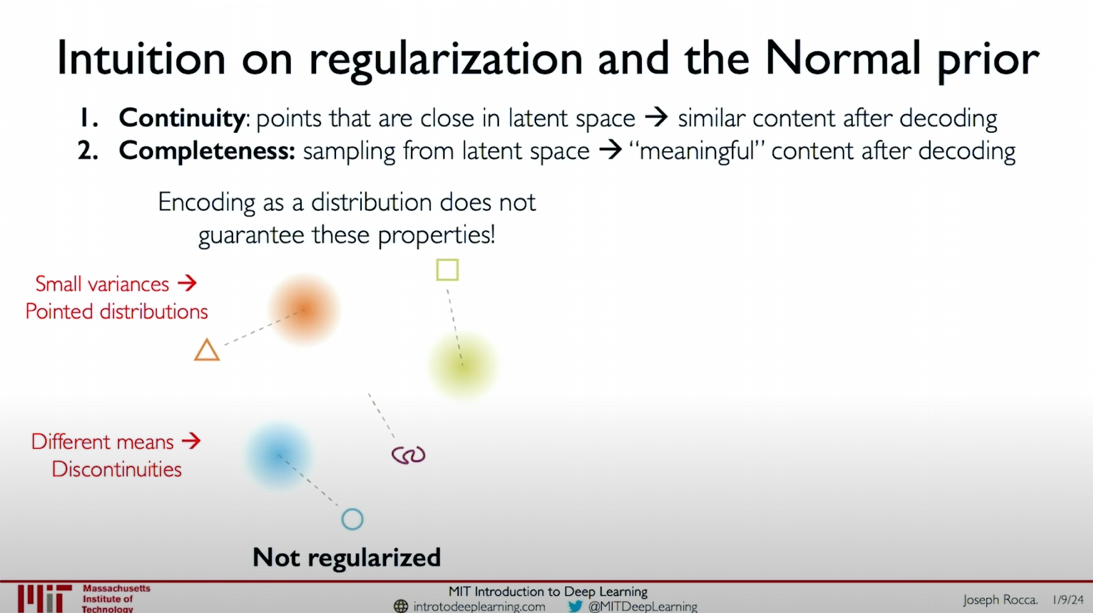 Intuition on regularization and the Normal prior
1. Continuity: points that are close in latent space → similar content after decoding
2. Completeness: sampling from latent space → “meaningful” content after decoding
Encoding as a distribution does not
guarantee these properties!
Small variances →
Pointed distributions
Different means →
Discontinuities
Not regularized
Massachusetts
Institute of
Technology
MIT Introduction to Deep Learning
introtodeeplearning.com @MITDeepLearning
Joseph Rocca. 1/9/24